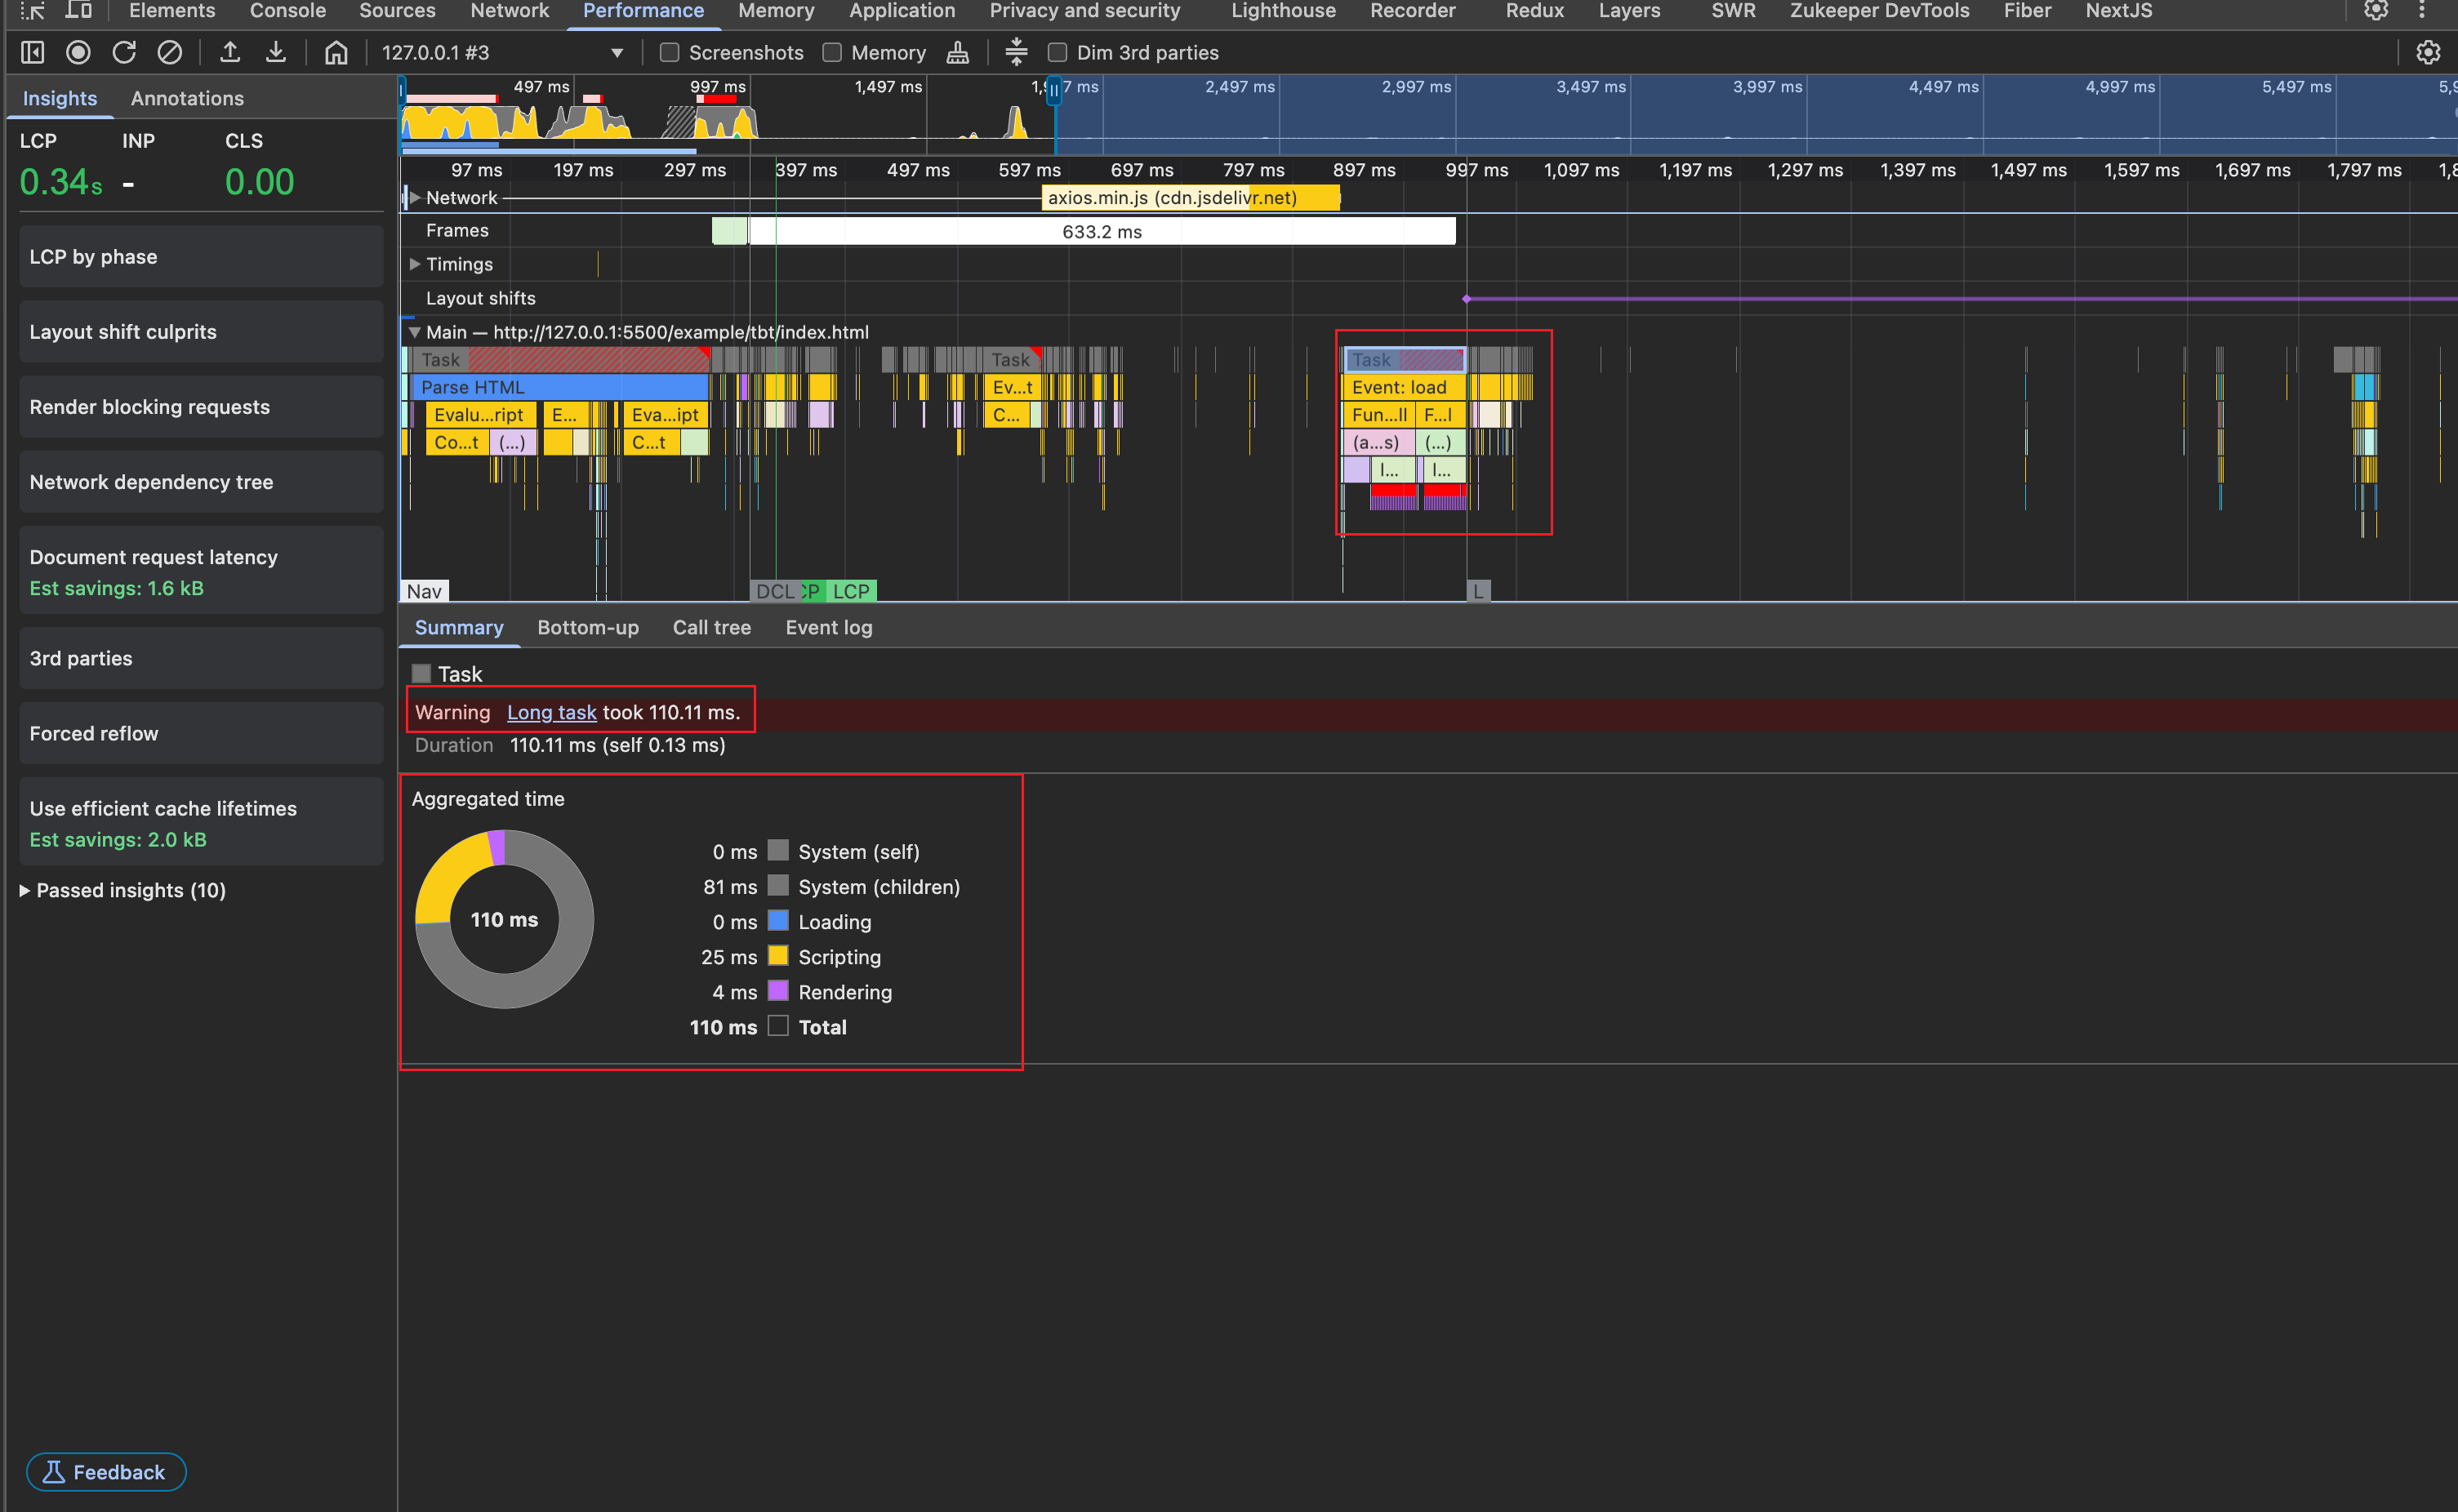 Elements Console Sources Network Performance Memory Application Privacy and security Lighthouse Recorder Redux Layers SWR Zukeeper DevTools Fiber NextJS
127.0.0.1 #3 Screenshots Memory Dim 3rd parties
Insights Annotations
LCP INP CLS
0.34s - 0.00
LCP by phase
Layout shift culprits
Render blocking requests
Network dependency tree
Document request latency
Est savings: 1.6 kB
3rd parties
Forced reflow
Use efficient cache lifetimes
Est savings: 2.0 kB
Passed insights (10)
Feedback
497 ms 997 ms 1,497 ms 2,497 ms 2,997 ms 3,497 ms 3,997 ms 4,497 ms 4,997 ms 5,497 ms
97 ms 197 ms 297 ms 397 ms 497 ms 597 ms 697 ms 797 ms 897 ms 997 ms 1,097 ms 1,197 ms 1,297 ms 1,397 ms 1,497 ms 1,597 ms 1,697 ms 1,797 ms
Network axios.min.js (cdn.jsdelivr.net)
Frames 633.2 ms
Timings
Layout shifts
Main — http://127.0.0.1:5500/example/tbt/index.html
Task Task Task
Parse HTML Ev...t Event: load
Evalu...ript E... Eva...ipt C... Fun...ll F...l
Co...t (...) C...t (a...s) (...)
l... l...
Nav DCL CP LCP L
Summary Bottom-up Call tree Event log
Task
Warning Long task took 110.11 ms.
Duration 110.11 ms (self 0.13 ms)
Aggregated time
110 ms
0 ms System (self)
81 ms System (children)
0 ms Loading
25 ms Scripting
4 ms Rendering
110 ms Total